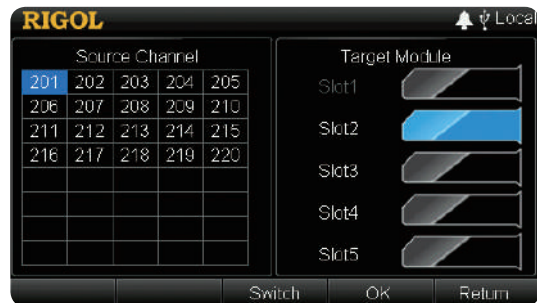 RIGOL Local
Source Channel
201 202 203 204 205
206 207 208 209 210
211 212 213 214 215
216 217 218 219 220
Target Module
Slot1
Slot2
Slot3
Slot4
Slot5
Switch OK Return